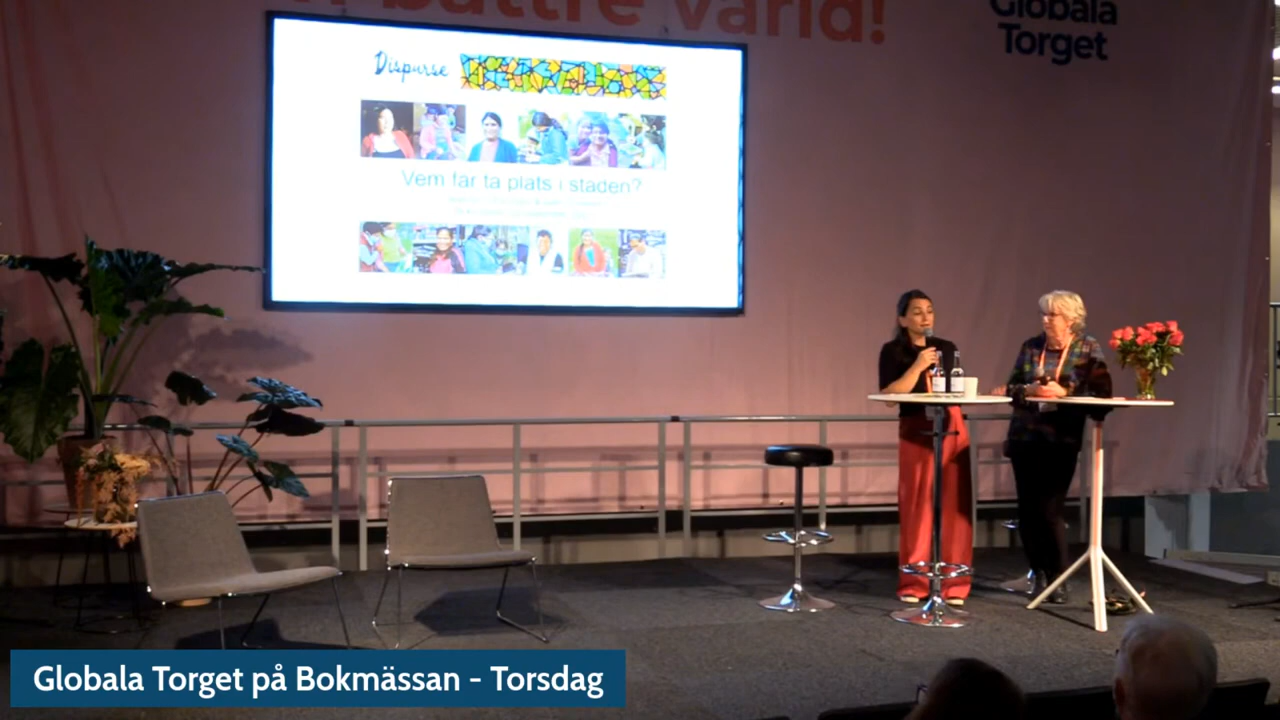 bättre värld!
Globala
Torget
Dispurse
Vem får ta plats i staden?
Globala Torget på Bokmässan - Torsdag